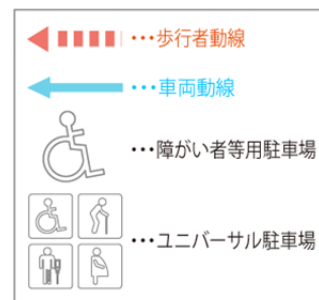 …歩行者動線
…車両動線
…障がい者等用駐車場
…ユニバーサル駐車場